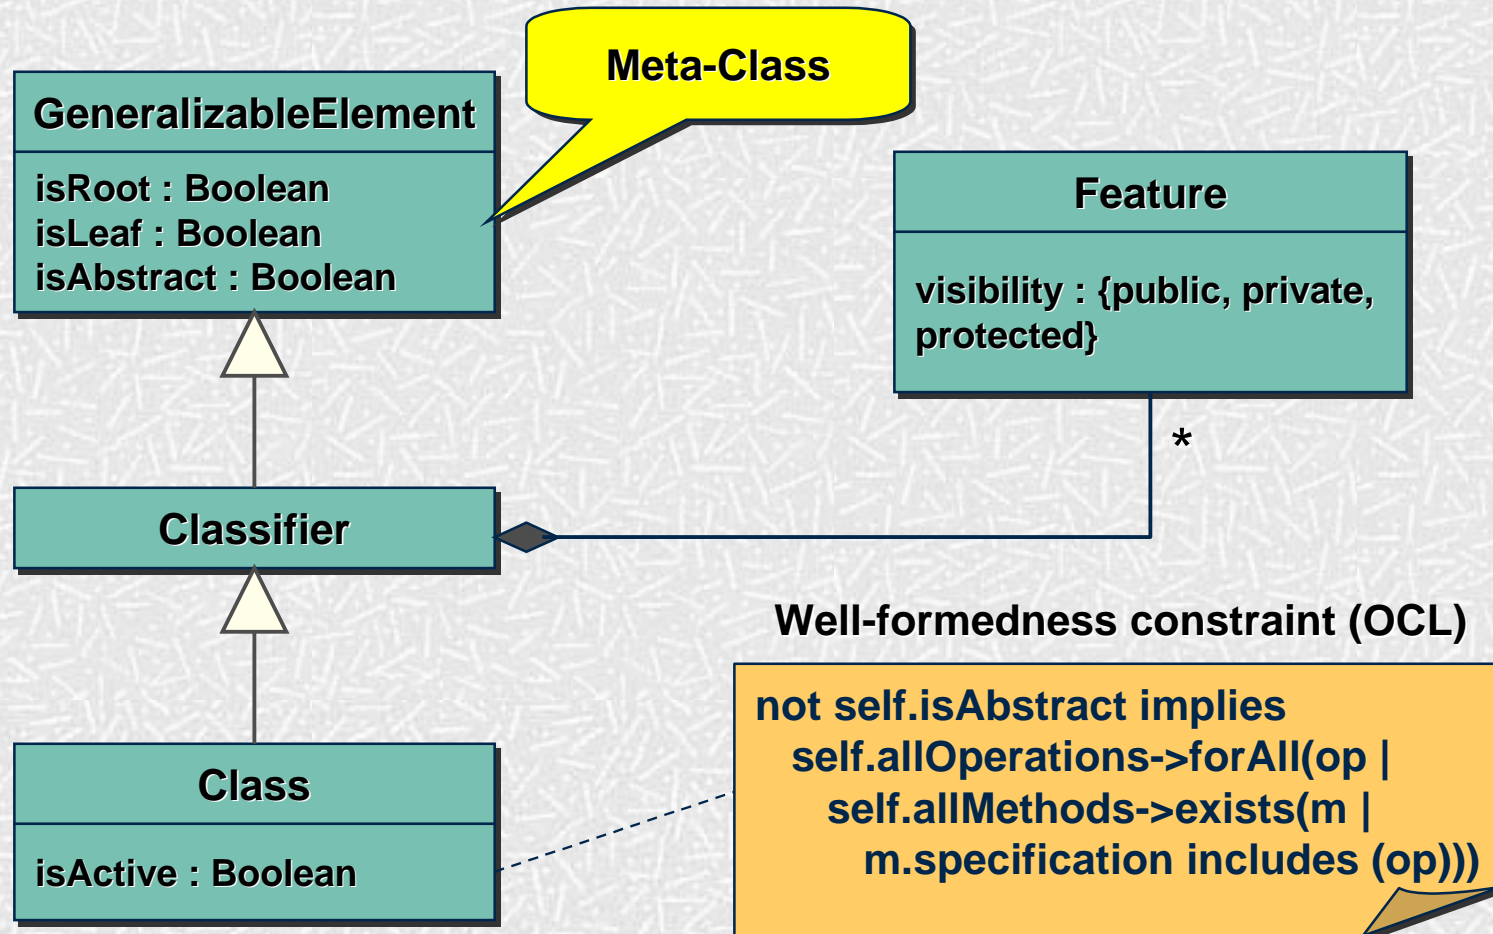 Meta-Class
GeneralizableElement
isRoot : Boolean
isLeaf : Boolean
isAbstract : Boolean
Feature
visibility : {public, private,
protected}
*
Classifier
Well-formedness constraint (OCL)
not self.isAbstract implies
self.allOperations->forAll(op |
self.allMethods->exists(m |
m.specification includes (op)))
Class
isActive : Boolean